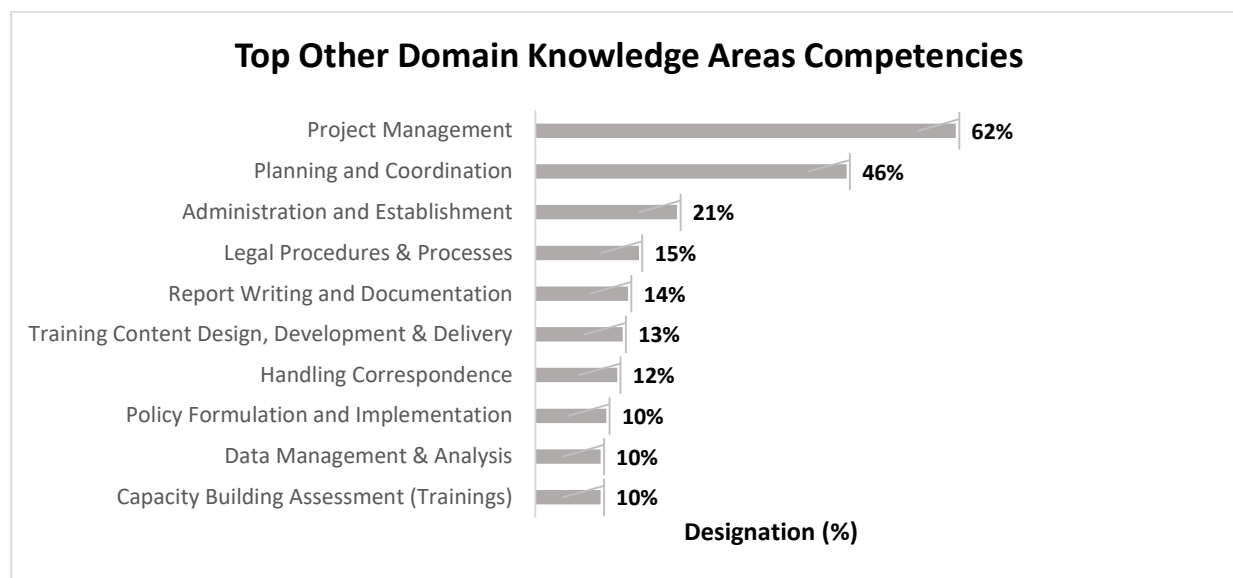 Top Other Domain Knowledge Areas Competencies
Project Management 62%
Planning and Coordination 46%
Administration and Establishment 21%
Legal Procedures & Processes 15%
Report Writing and Documentation 14%
Training Content Design, Development & Delivery 13%
Handling Correspondence 12%
Policy Formulation and Implementation 10%
Data Management & Analysis 10%
Capacity Building Assessment (Trainings) 10%
Designation (%)